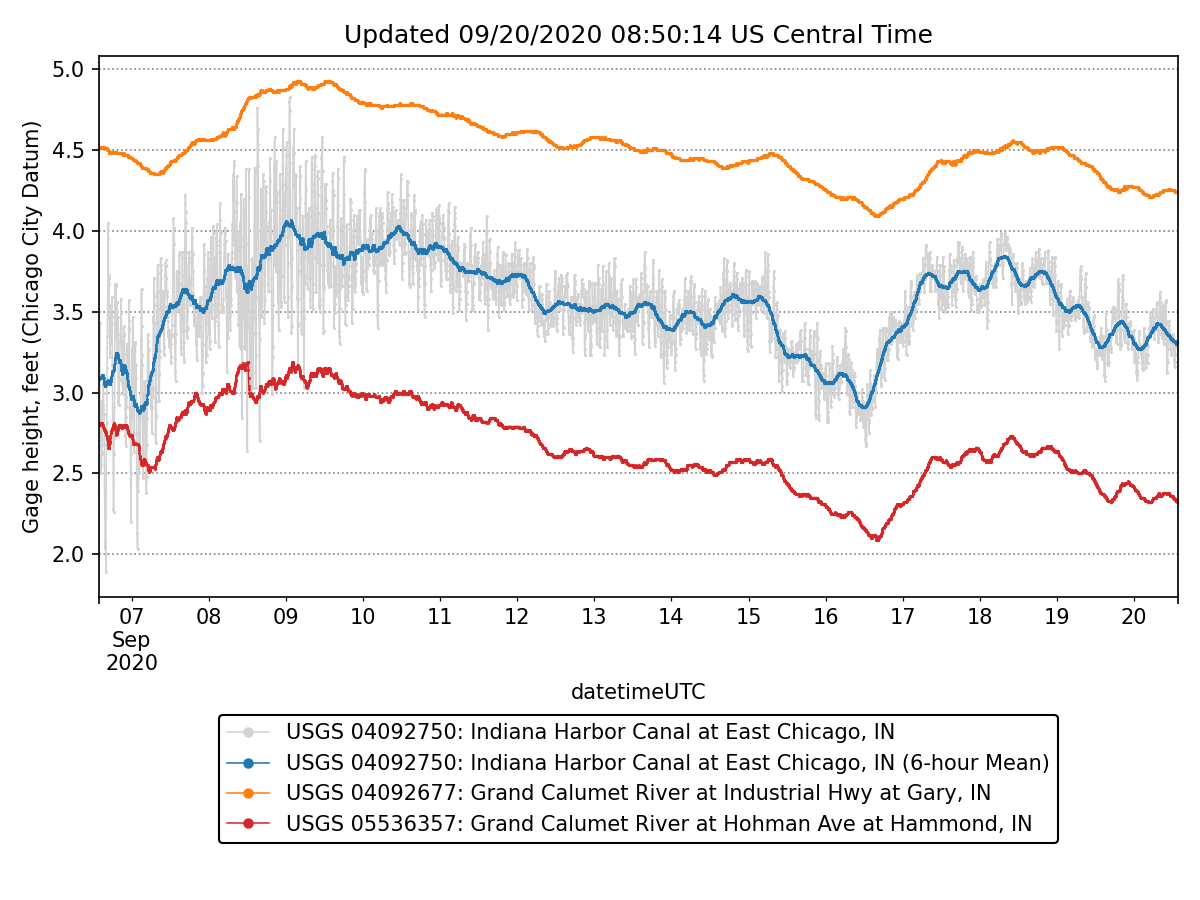 Updated 09/20/2020 08:50:14 US Central Time
Gage height, feet (Chicago City Datum)
5.0
4.5
4.0
3.5
3.0
2.5
2.0
07 08 09 10 11 12 13 14 15 16 17 18 19 20
Sep
2020
datetimeUTC
USGS 04092750: Indiana Harbor Canal at East Chicago, IN
USGS 04092750: Indiana Harbor Canal at East Chicago, IN (6-hour Mean)
USGS 04092677: Grand Calumet River at Industrial Hwy at Gary, IN
USGS 05536357: Grand Calumet River at Hohman Ave at Hammond, IN